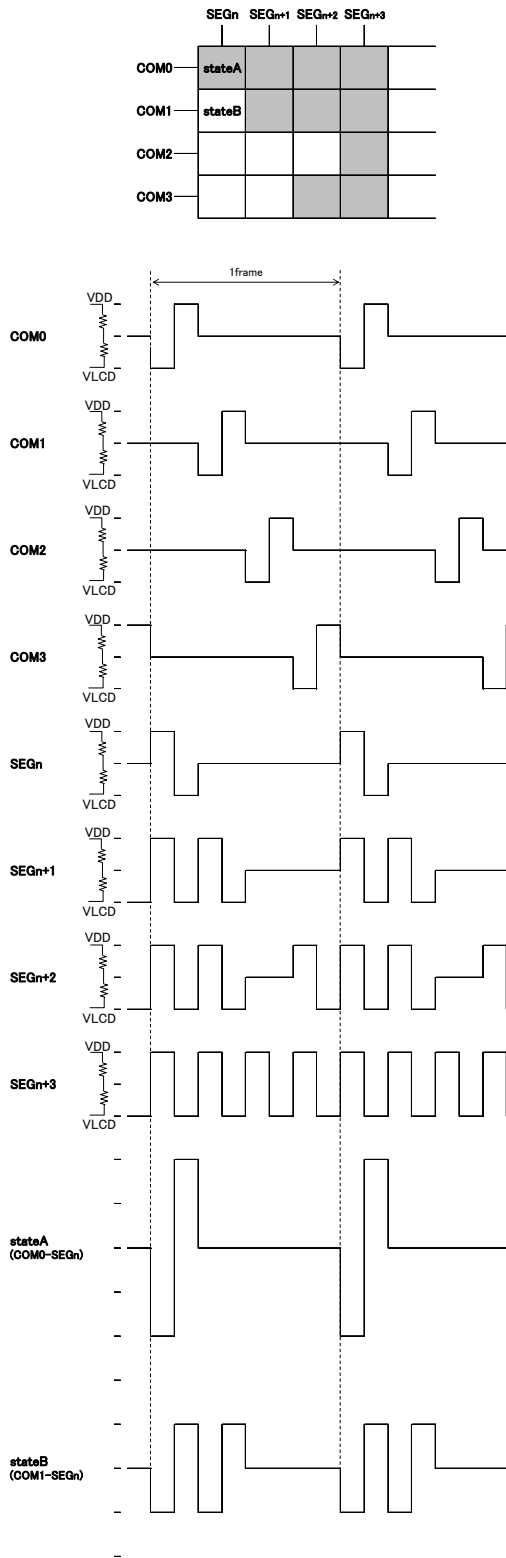 SEGn SEGn+1 SEGn+2 SEGn+3
COM0 stateA
COM1 stateB
COM2
COM3
1frame
VDD
COM0
VLCD
VDD
COM1
VLCD
VDD
COM2
VLCD
VDD
COM3
VLCD
VDD
SEGn
VLCD
VDD
SEGn+1
VLCD
VDD
SEGn+2
VLCD
VDD
SEGn+3
VLCD
stateA
(COM0-SEGn)
stateB
(COM1-SEGn)